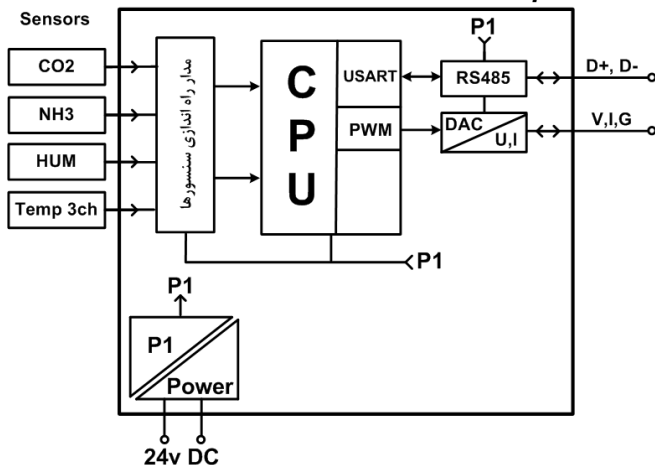 Sensors
CO2
NH3
HUM
Temp 3ch
مدار راه اندازی سنسورها
CPU
USART
PWM
P1
RS485
D+, D-
DAC
U,I
V,I,G
P1
P1
P1
Power
24v DC